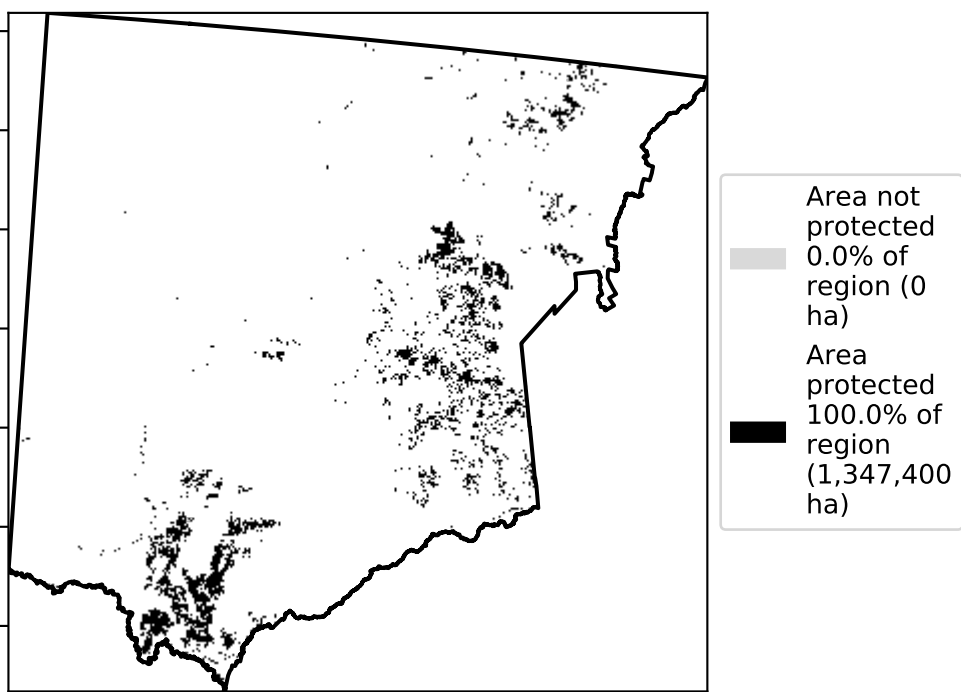 Area not
protected
0.0% of
region (0
ha)
Area
protected
100.0% of
region
(1,347,400
ha)